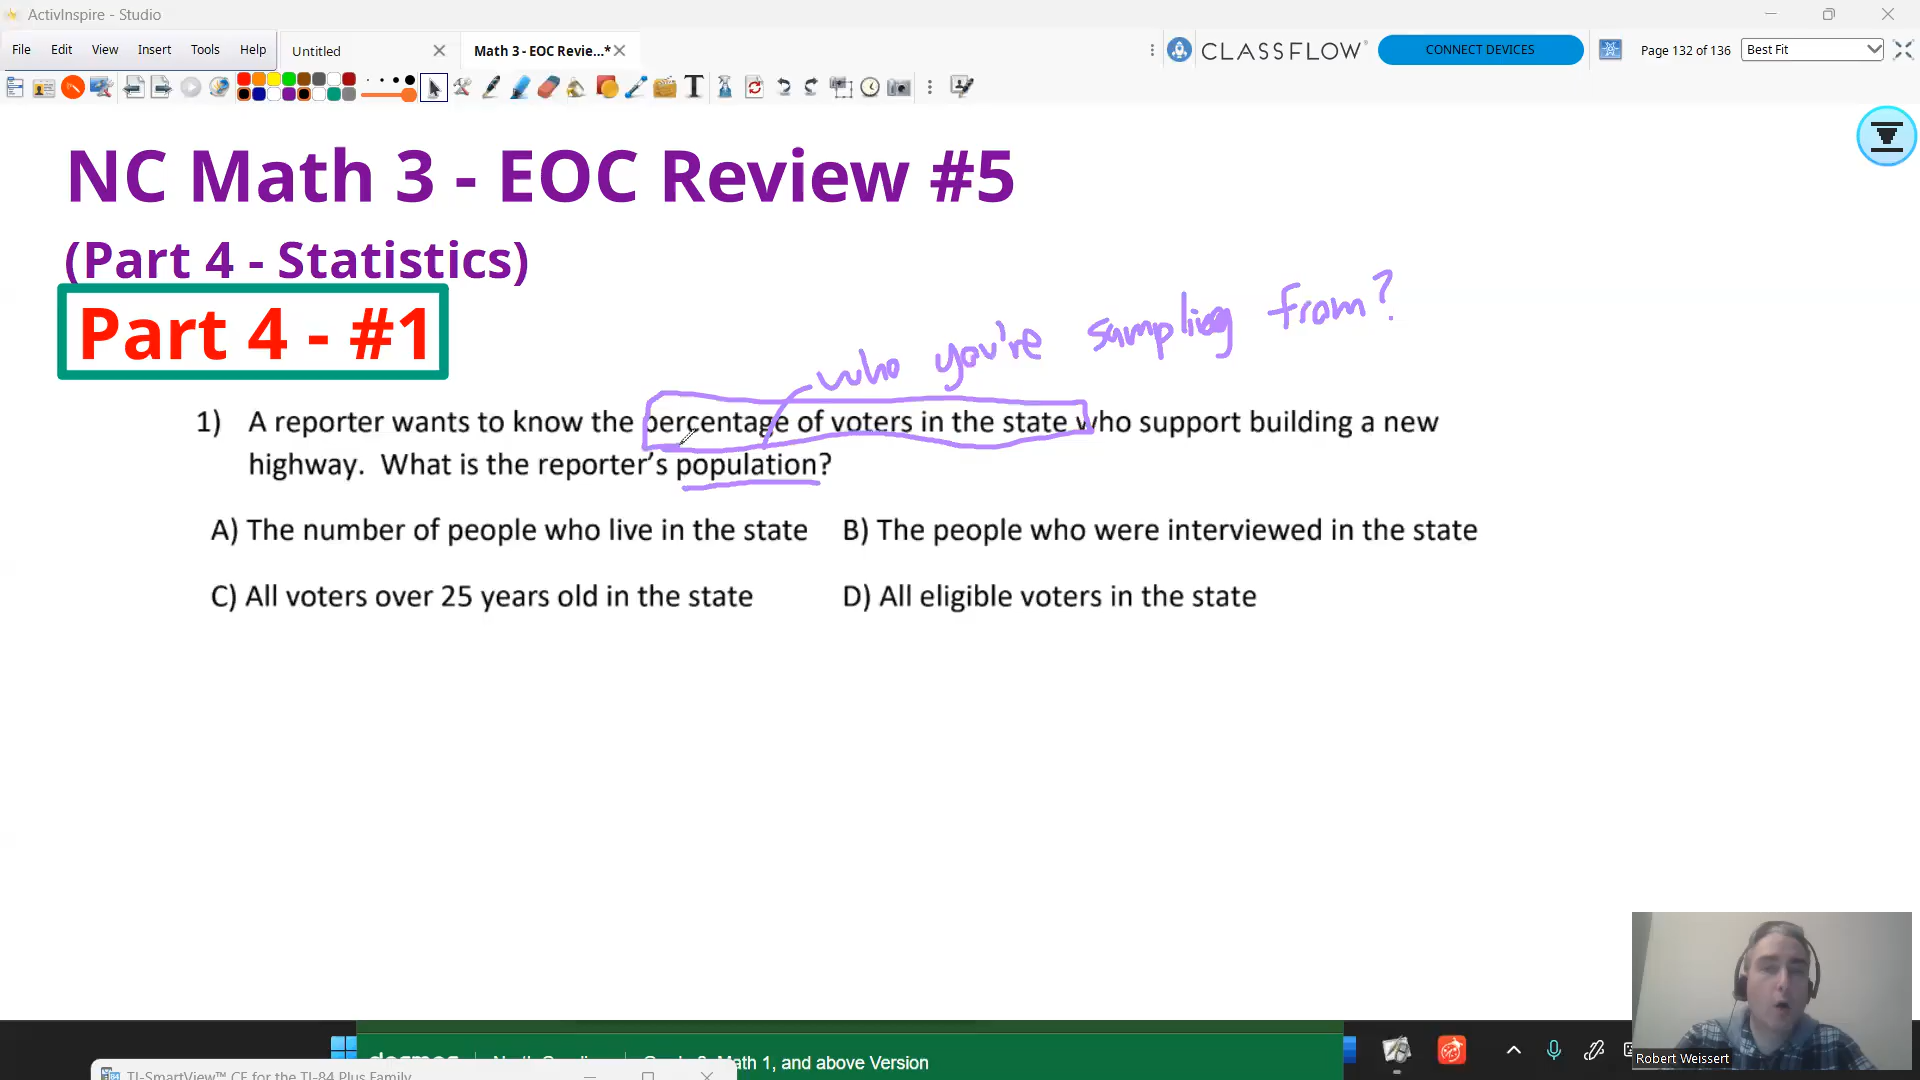 ActivInspire - Studio
File Edit View Insert Tools Help
Untitled
Math 3 - EOC Revie...*
CLASSFLOW
CONNECT DEVICES
Page 132 of 136
Best Fit
NC Math 3 - EOC Review #5
(Part 4 - Statistics)
Part 4 - #1
who you're sampling from?
1) A reporter wants to know the percentage of voters in the state who support building a new
highway. What is the reporter's population?
A) The number of people who live in the state
B) The people who were interviewed in the state
C) All voters over 25 years old in the state
D) All eligible voters in the state
Math 1, and above Version
TI-SmartView™ CE for the TI-84 Plus Family
Robert Weissert